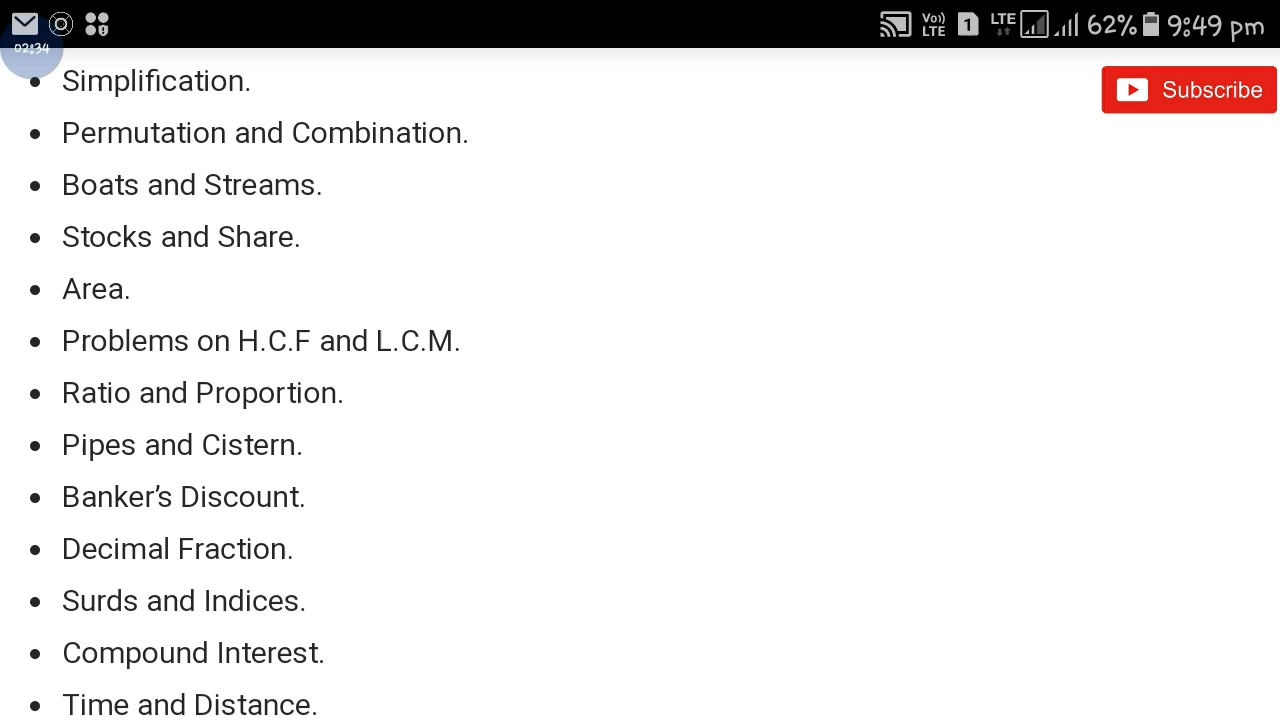 Vo))
LTE
1
LTE
62%
9:49 pm
02:34
Subscribe
• Simplification.
• Permutation and Combination.
• Boats and Streams.
• Stocks and Share.
• Area.
• Problems on H.C.F and L.C.M.
• Ratio and Proportion.
• Pipes and Cistern.
• Banker’s Discount.
• Decimal Fraction.
• Surds and Indices.
• Compound Interest.
• Time and Distance.